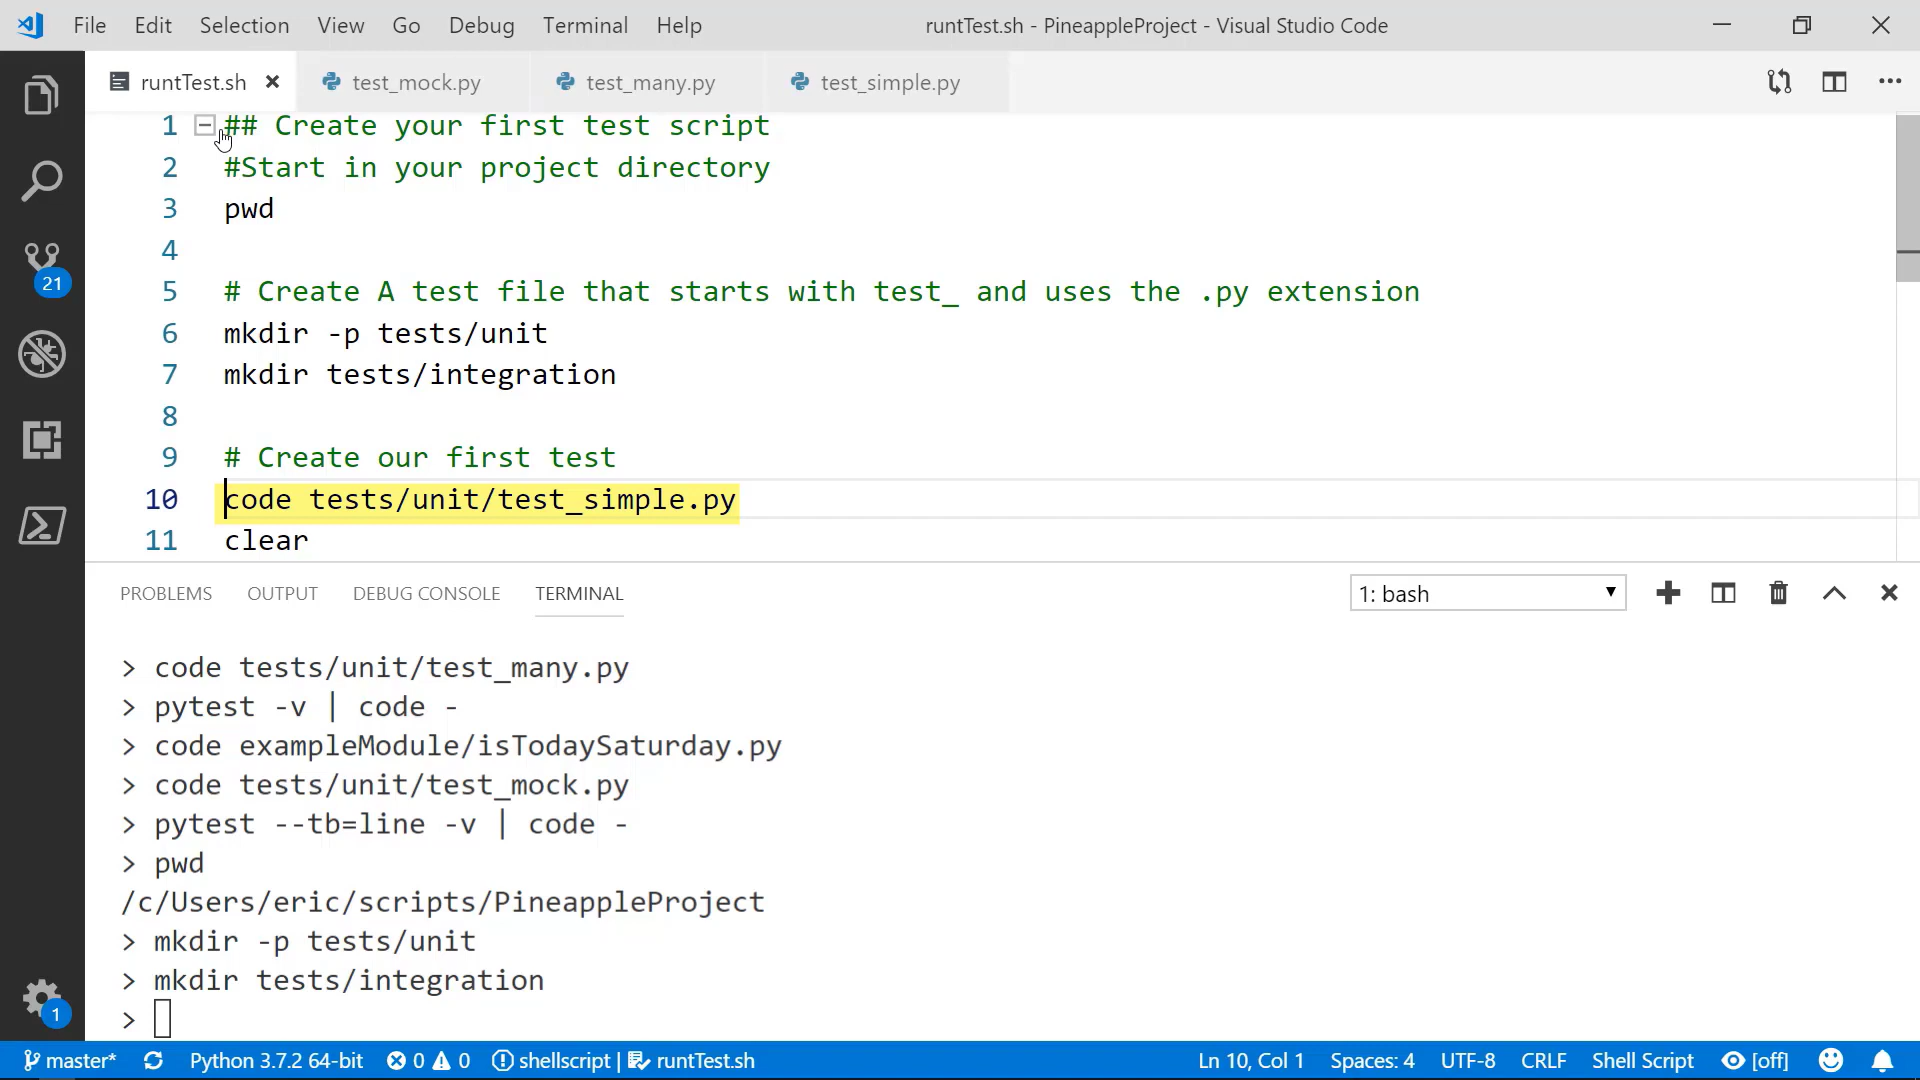 File Edit Selection View Go Debug Terminal Help runtTest.sh - PineappleProject - Visual Studio Code
runtTest.sh test_mock.py test_many.py test_simple.py
1 ## Create your first test script
2 #Start in your project directory
3 pwd
4
5 # Create A test file that starts with test_ and uses the .py extension
6 mkdir -p tests/unit
7 mkdir tests/integration
8
9 # Create our first test
10 code tests/unit/test_simple.py
11 clear
21
PROBLEMS OUTPUT DEBUG CONSOLE TERMINAL 1: bash
> code tests/unit/test_many.py
> pytest -v | code -
> code exampleModule/isTodaySaturday.py
> code tests/unit/test_mock.py
> pytest --tb=line -v | code -
> pwd
/c/Users/eric/scripts/PineappleProject
> mkdir -p tests/unit
> mkdir tests/integration
>
1
master* Python 3.7.2 64-bit 0 0 shellscript | runtTest.sh Ln 10, Col 1 Spaces: 4 UTF-8 CRLF Shell Script [off]